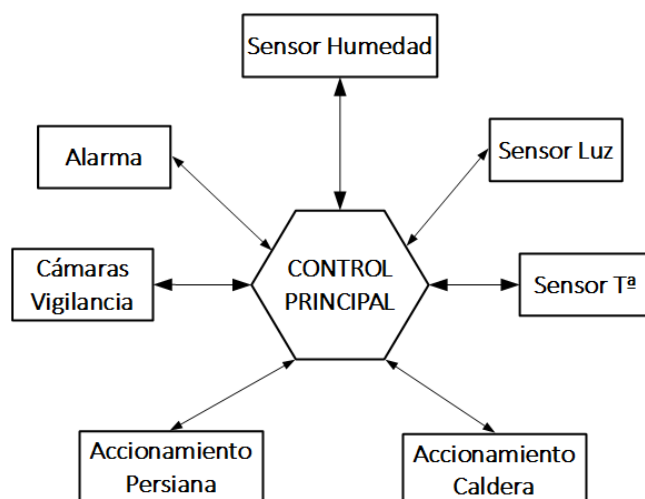 Sensor Humedad
Alarma
Sensor Luz
Cámaras
Vigilancia
CONTROL
PRINCIPAL
Sensor Tª
Accionamiento
Persiana
Accionamiento
Caldera